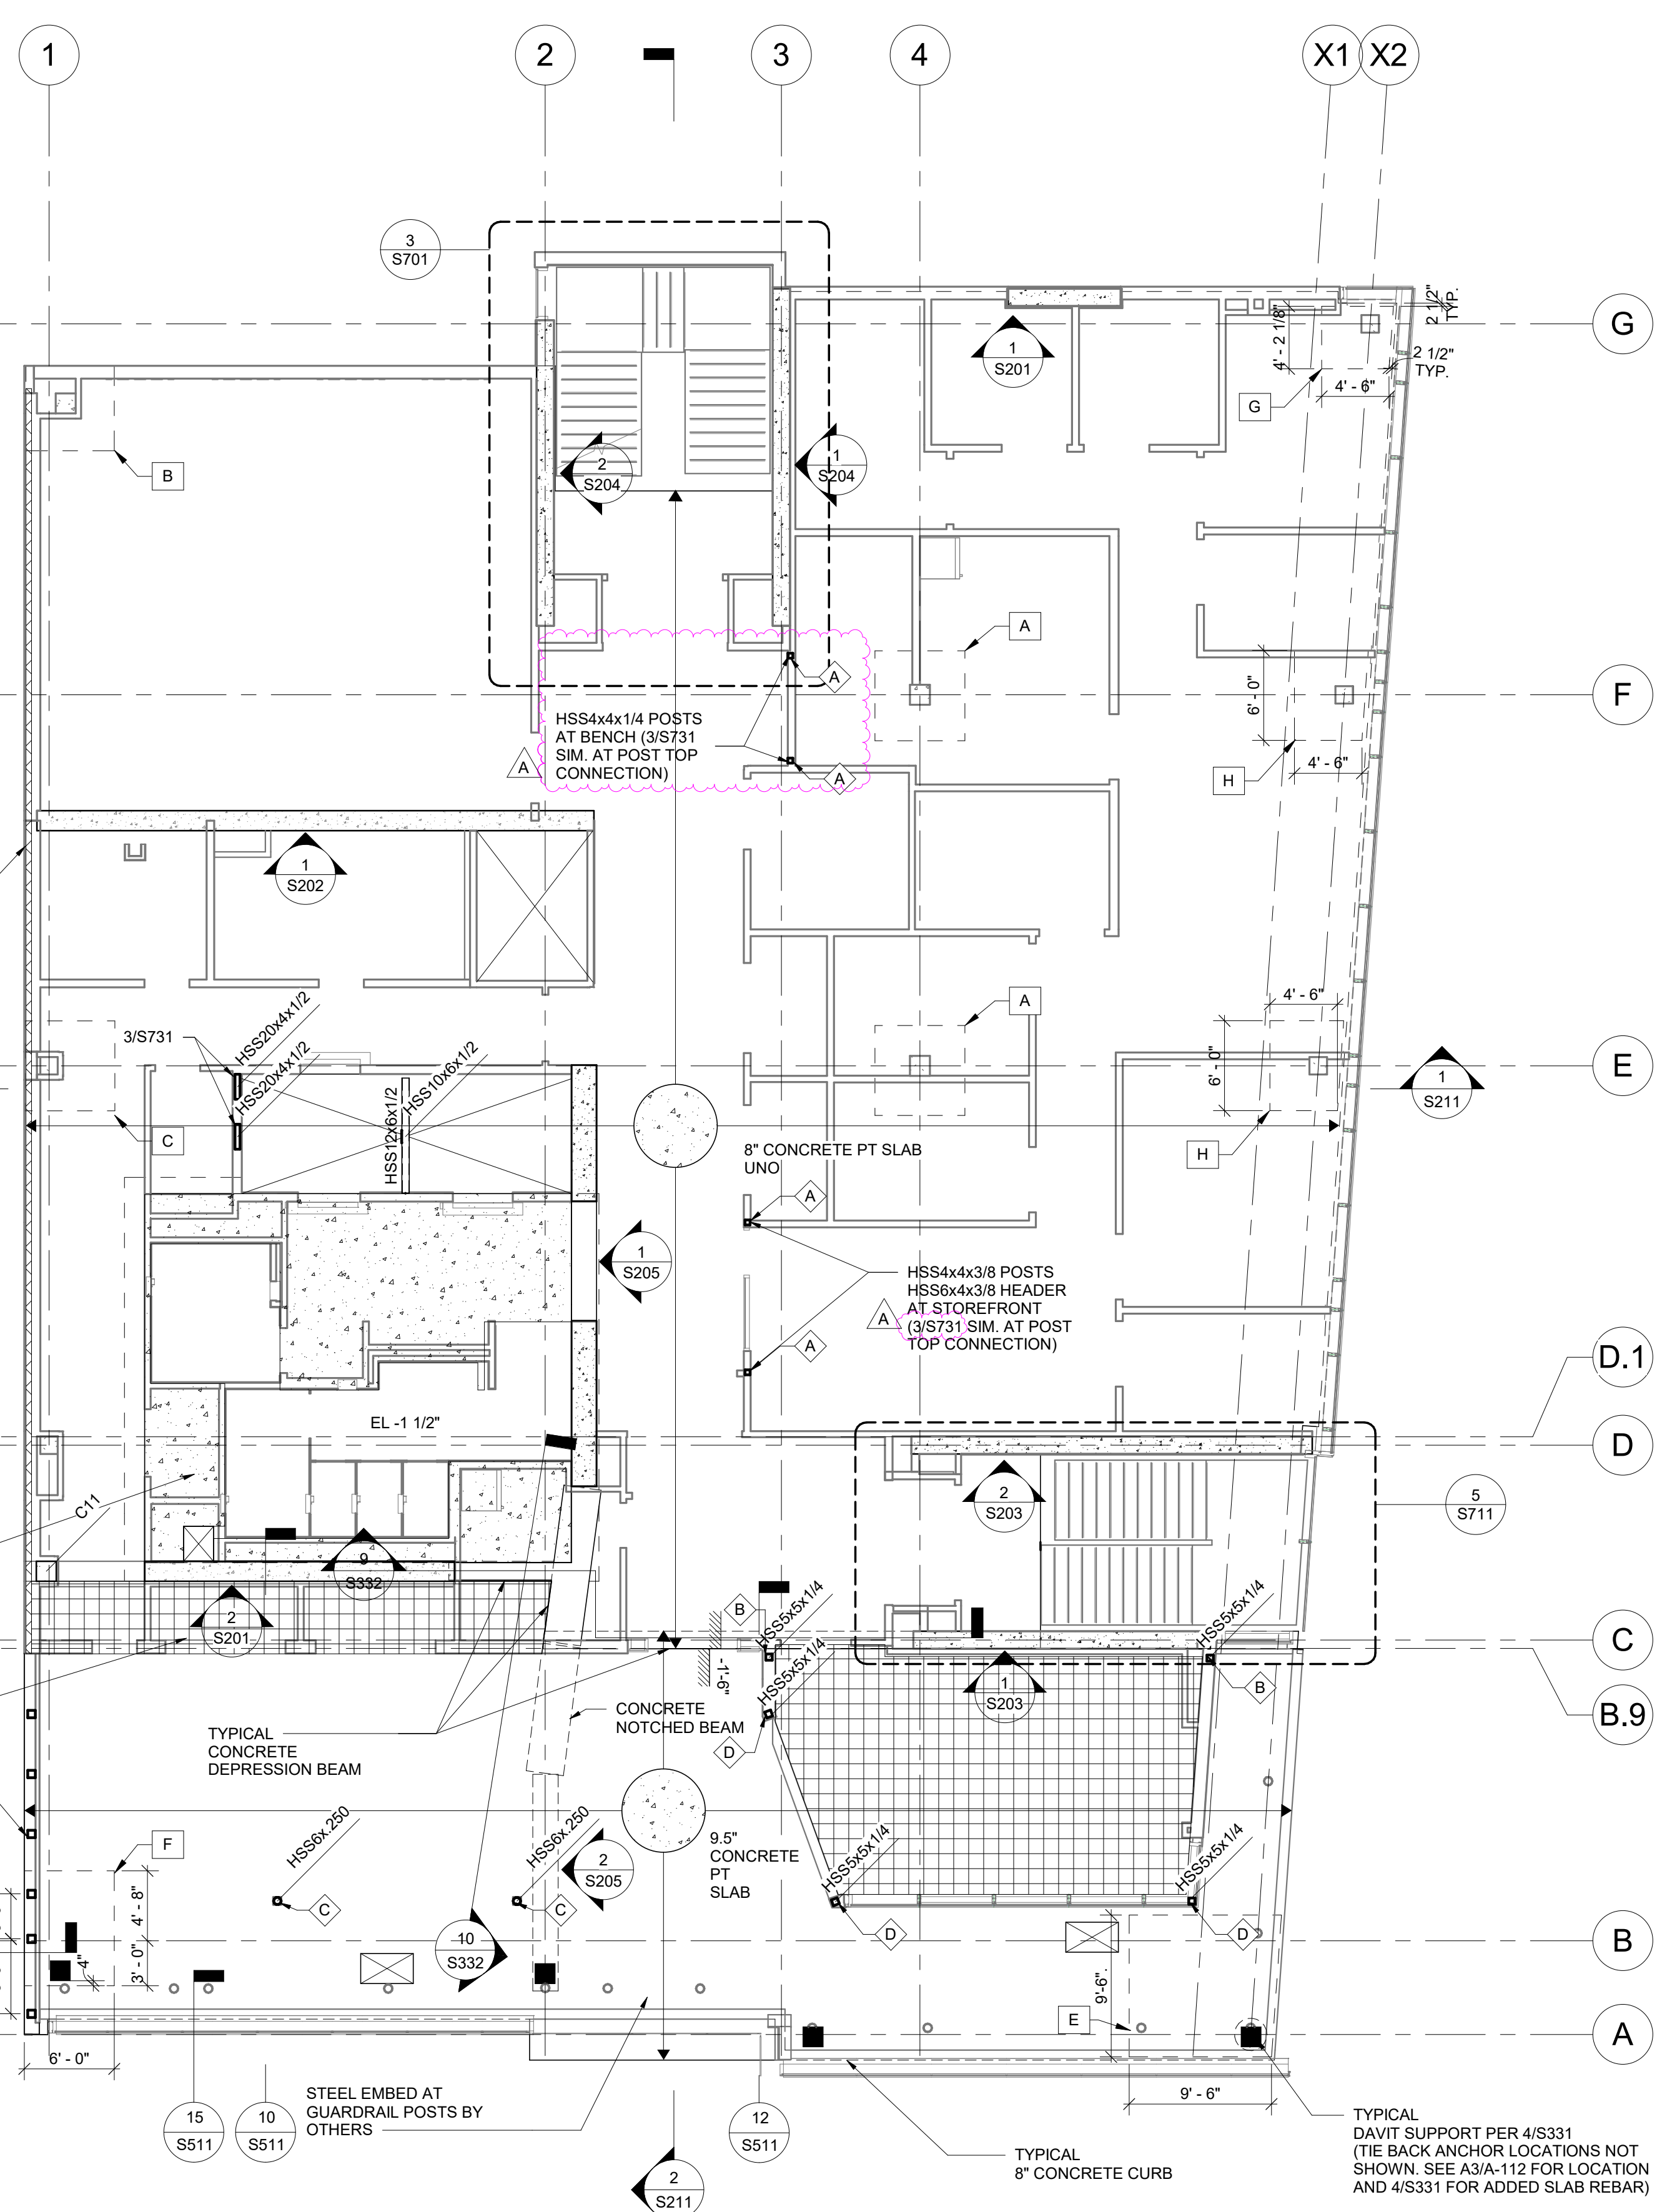 1
2
3
4
X1
X2
3
S701
2 1/2"
TYP.
G
4' - 2 1/8"
1
S201
2 1/2"
TYP.
4' - 6"
G
B
2
S204
1
S204
A
A
F
6' - 0"
HSS4x4x1/4 POSTS
AT BENCH (3/S731
SIM. AT POST TOP
CONNECTION)
A
A
4' - 6"
H
1
S202
4' - 6"
A
3/S731
HSS20x4x1/2
HSS20x4x1/2
HSS12x6x1/2
HSS10x6x1/2
E
6' - 0"
1
S211
C
8" CONCRETE PT SLAB
UNO
H
A
1
S205
HSS4x4x3/8 POSTS
HSS6x4x3/8 HEADER
AT STOREFRONT
(3/S731 SIM. AT POST
TOP CONNECTION)
A
A
D.1
EL -1 1/2"
D
C11
2
S203
5
S711
9
S332
2
S201
B
HSS5x5x1/4
HSS5x5x1/4
HSS5x5x1/4
C
-1'-6"
1
S203
B
CONCRETE
NOTCHED BEAM
B.9
TYPICAL
CONCRETE
DEPRESSION BEAM
D
HSS6x.250
HSS6x.250
F
9.5"
CONCRETE
PT
SLAB
HSS5x5x1/4
HSS5x5x1/4
2
S205
4' - 8"
C
C
D
D
10
S332
B
3' - 0"
4"
9'-6".
E
A
6' - 0"
9' - 6"
STEEL EMBED AT
GUARDRAIL POSTS BY
OTHERS
15
S511
10
S511
12
S511
TYPICAL
8" CONCRETE CURB
TYPICAL
DAVIT SUPPORT PER 4/S331
(TIE BACK ANCHOR LOCATIONS NOT
SHOWN. SEE A3/A-112 FOR LOCATION
AND 4/S331 FOR ADDED SLAB REBAR)
2
S211